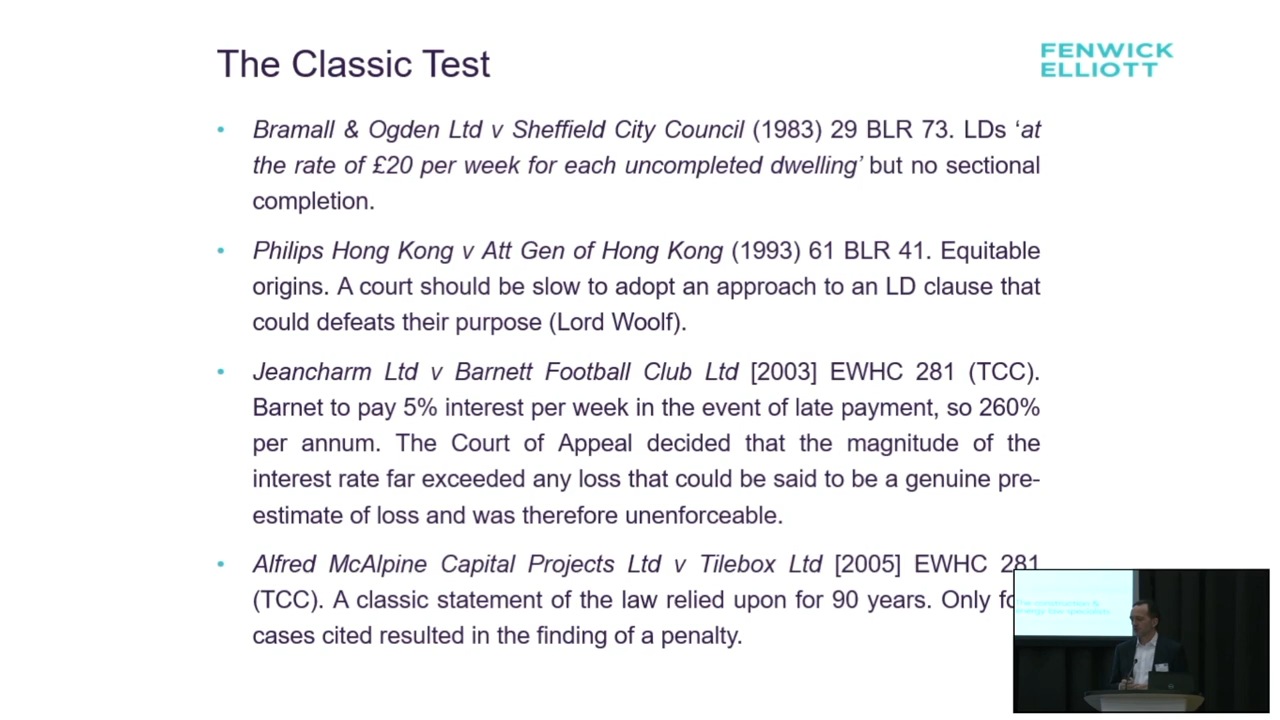 The Classic Test
FENWICK
ELLIOTT
• Bramall & Ogden Ltd v Sheffield City Council (1983) 29 BLR 73. LDs ‘at
the rate of £20 per week for each uncompleted dwelling’ but no sectional
completion.
• Philips Hong Kong v Att Gen of Hong Kong (1993) 61 BLR 41. Equitable
origins. A court should be slow to adopt an approach to an LD clause that
could defeats their purpose (Lord Woolf).
• Jeancharm Ltd v Barnett Football Club Ltd [2003] EWHC 281 (TCC).
Barnet to pay 5% interest per week in the event of late payment, so 260%
per annum. The Court of Appeal decided that the magnitude of the
interest rate far exceeded any loss that could be said to be a genuine pre-
estimate of loss and was therefore unenforceable.
• Alfred McAlpine Capital Projects Ltd v Tilebox Ltd [2005] EWHC 281
(TCC). A classic statement of the law relied upon for 90 years. Only
cases cited resulted in the finding of a penalty.
The construction &
energy law specialists